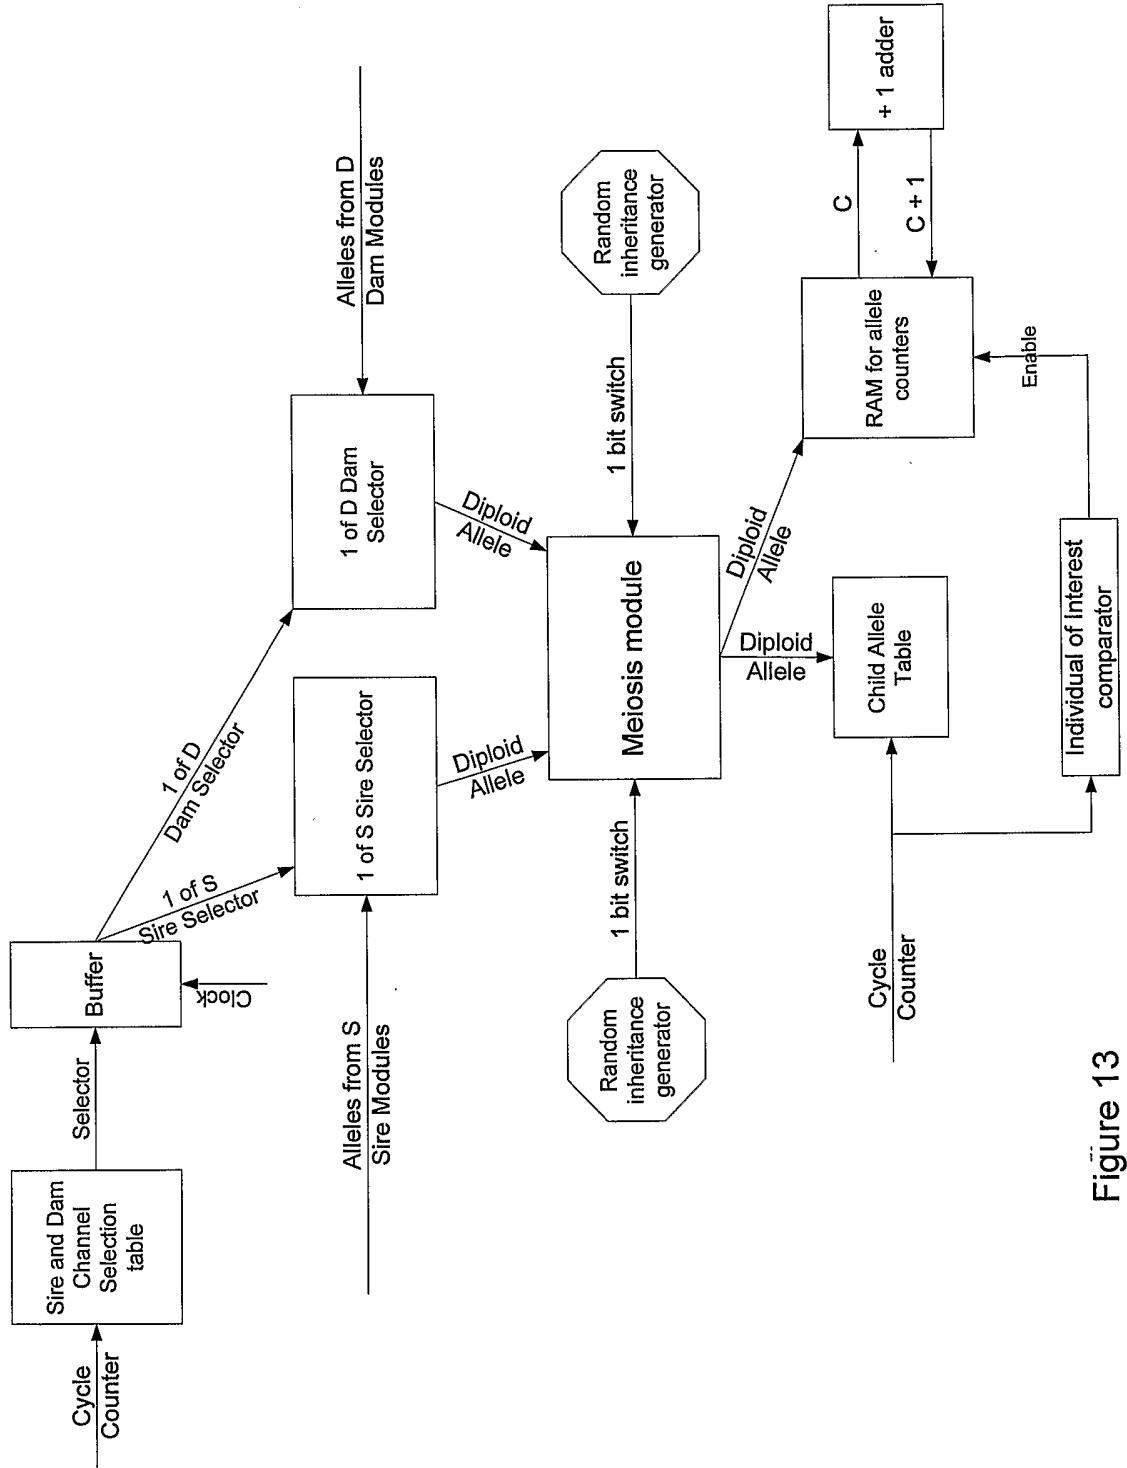 Cycle
Counter
Sire and Dam
Channel
Selection
table
Selector
Buffer
Clock
1 of S
Sire Selector
1 of D
Dam Selector
Alleles from S
Sire Modules
1 of S Sire Selector
1 of D Dam
Selector
Alleles from D
Dam Modules
Diploid
Allele
Diploid
Allele
Random
inheritance
generator
1 bit switch
Meiosis module
1 bit switch
Random
inheritance
generator
Diploid
Allele
Diploid
Allele
Cycle
Counter
Child Allele
Table
RAM for allele
counters
C
C + 1
+ 1 adder
Individual of Interest
comparator
Enable
Figure 13